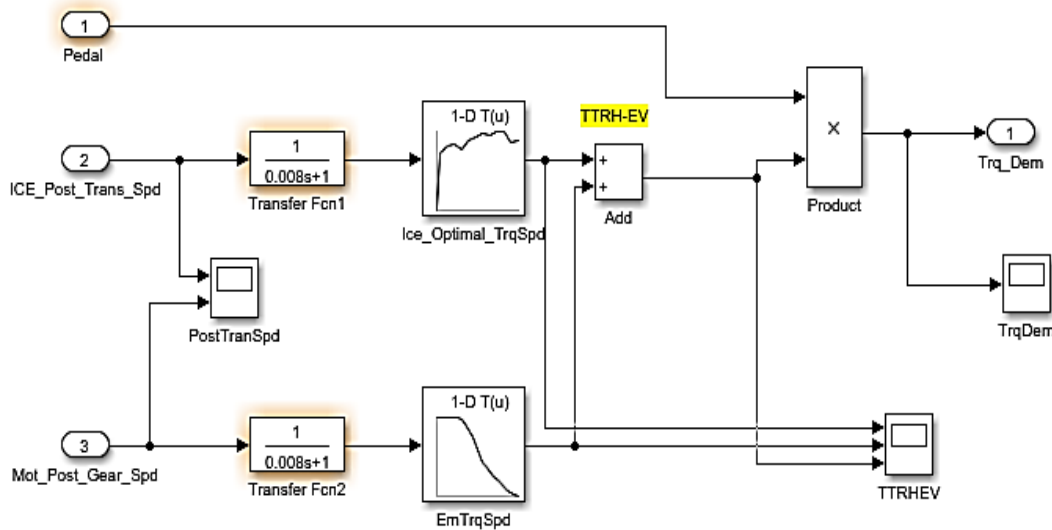 1
Pedal
TTRH-EV
1-D T(u)
2
ICE_Post_Trans_Spd
1
0.008s+1
Transfer Fcn1
Ice_Optimal_TrqSpd
+
+
Add
×
Product
1
Trq_Dem
PostTranSpd
TrqDem
3
Mot_Post_Gear_Spd
1
0.008s+1
Transfer Fcn2
1-D T(u)
EmTrqSpd
TTRHEV